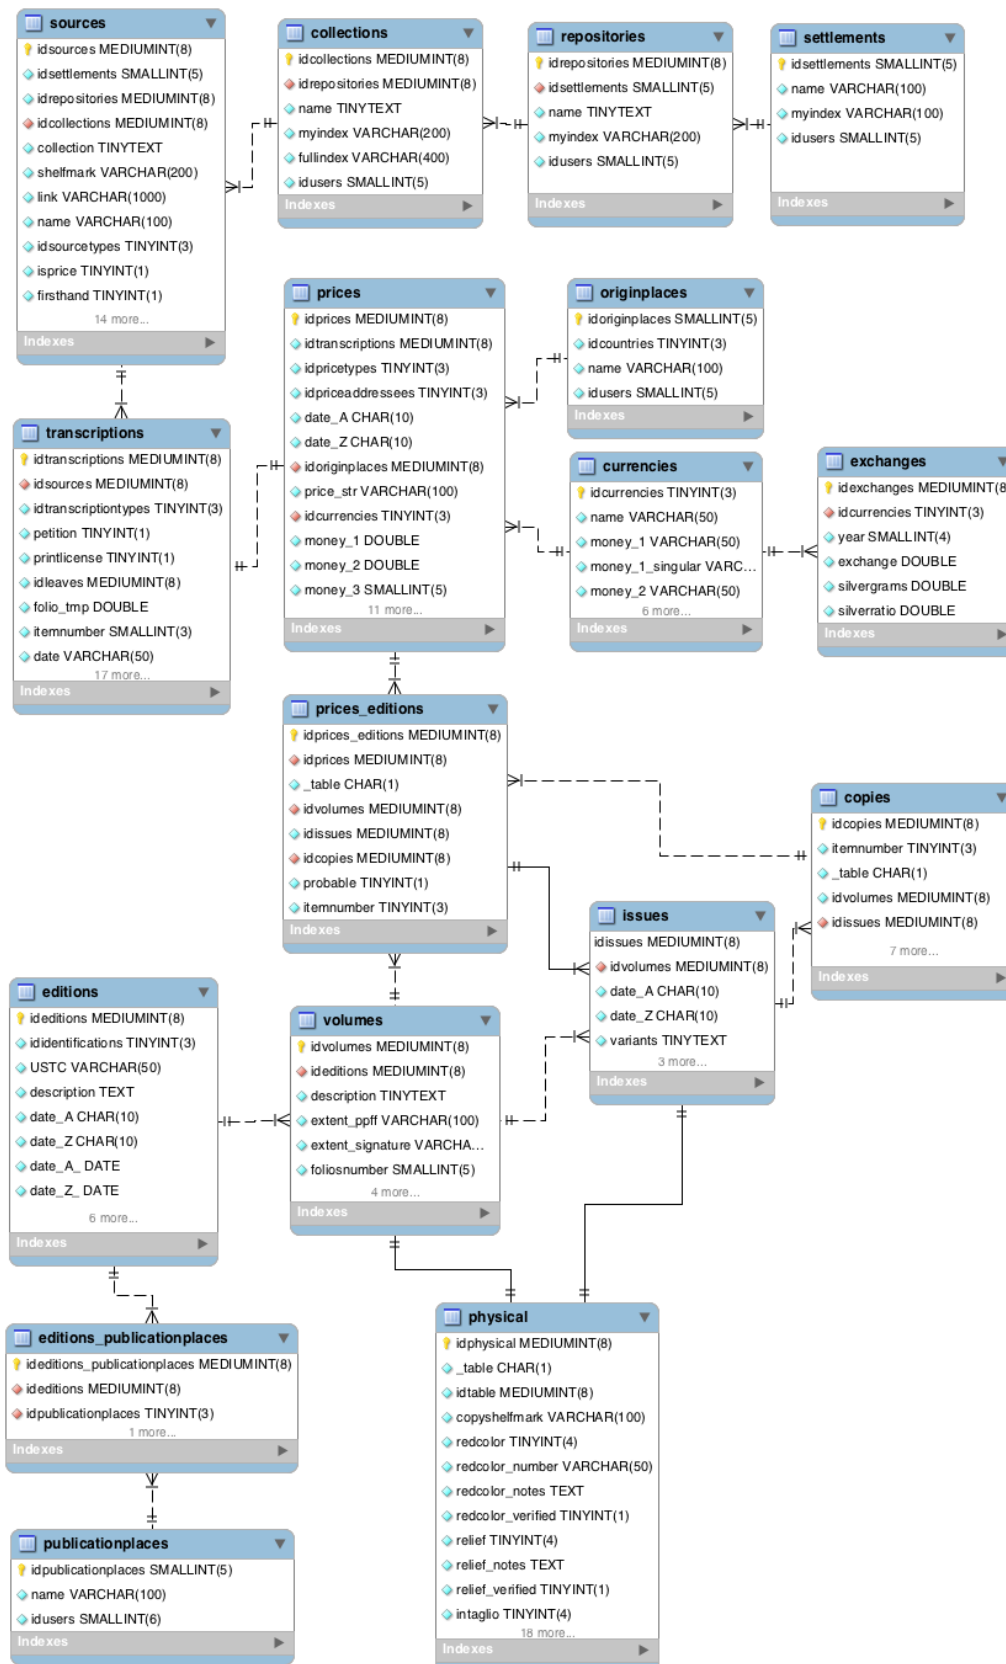 sources
idsources MEDIUMINT(8)
idsettlements SMALLINT(5)
idrepositories MEDIUMINT(8)
idcollections MEDIUMINT(8)
collection TINYTEXT
shelfmark VARCHAR(200)
link VARCHAR(1000)
name VARCHAR(100)
idsourcetypes TINYINT(3)
isprice TINYINT(1)
firsthand TINYINT(1)
14 more...
Indexes
collections
idcollections MEDIUMINT(8)
idrepositories MEDIUMINT(8)
name TINYTEXT
myindex VARCHAR(200)
fullindex VARCHAR(400)
idusers SMALLINT(5)
Indexes
repositories
idrepositories MEDIUMINT(8)
idsettlements SMALLINT(5)
name TINYTEXT
myindex VARCHAR(200)
idusers SMALLINT(5)
Indexes
settlements
idsettlements SMALLINT(5)
name VARCHAR(100)
myindex VARCHAR(100)
idusers SMALLINT(5)
Indexes
prices
idprices MEDIUMINT(8)
idtranscriptions MEDIUMINT(8)
idpricetypes TINYINT(3)
idpriceaddressees TINYINT(3)
date_A CHAR(10)
date_Z CHAR(10)
idoriginplaces MEDIUMINT(8)
price_str VARCHAR(100)
idcurrencies TINYINT(3)
money_1 DOUBLE
money_2 DOUBLE
money_3 SMALLINT(5)
11 more...
Indexes
originplaces
idoriginplaces SMALLINT(5)
idcountries TINYINT(3)
name VARCHAR(100)
idusers SMALLINT(5)
Indexes
transcriptions
idtranscriptions MEDIUMINT(8)
idsources MEDIUMINT(8)
idtranscriptiontypes TINYINT(3)
petition TINYINT(1)
printlicense TINYINT(1)
idleaves MEDIUMINT(8)
folio_tmp DOUBLE
itemnumber SMALLINT(3)
date VARCHAR(50)
17 more...
Indexes
currencies
idcurrencies TINYINT(3)
name VARCHAR(50)
money_1 VARCHAR(50)
money_1_singular VARC...
money_2 VARCHAR(50)
6 more...
Indexes
exchanges
idexchanges MEDIUMINT(8
idcurrencies TINYINT(3)
year SMALLINT(4)
exchange DOUBLE
silvergrams DOUBLE
silverratio DOUBLE
Indexes
prices_editions
idprices_editions MEDIUMINT(8)
idprices MEDIUMINT(8)
_table CHAR(1)
idvolumes MEDIUMINT(8)
idissues MEDIUMINT(8)
idcopies MEDIUMINT(8)
probable TINYINT(1)
itemnumber TINYINT(3)
Indexes
copies
idcopies MEDIUMINT(8)
itemnumber TINYINT(3)
_table CHAR(1)
idvolumes MEDIUMINT(8)
idissues MEDIUMINT(8)
7 more...
Indexes
issues
idissues MEDIUMINT(8)
idvolumes MEDIUMINT(8)
date_A CHAR(10)
date_Z CHAR(10)
variants TINYTEXT
3 more...
Indexes
editions
ideditions MEDIUMINT(8)
ididentifications TINYINT(3)
USTC VARCHAR(50)
description TEXT
date_A CHAR(10)
date_Z CHAR(10)
date_A_ DATE
date_Z_ DATE
6 more...
Indexes
volumes
idvolumes MEDIUMINT(8)
ideditions MEDIUMINT(8)
description TINYTEXT
extent_ppff VARCHAR(100)
extent_signature VARCHA...
foliosnumber SMALLINT(5)
4 more...
Indexes
editions_publicationplaces
ideditions_publicationplaces MEDIUMINT(8)
ideditions MEDIUMINT(8)
idpublicationplaces TINYINT(3)
1 more...
Indexes
physical
idphysical MEDIUMINT(8)
_table CHAR(1)
idtable MEDIUMINT(8)
copyshelfmark VARCHAR(100)
redcolor TINYINT(4)
redcolor_number VARCHAR(50)
redcolor_notes TEXT
redcolor_verified TINYINT(1)
relief TINYINT(4)
relief_notes TEXT
relief_verified TINYINT(1)
intaglio TINYINT(4)
18 more...
Indexes
publicationplaces
idpublicationplaces SMALLINT(5)
name VARCHAR(100)
idusers SMALLINT(6)
Indexes